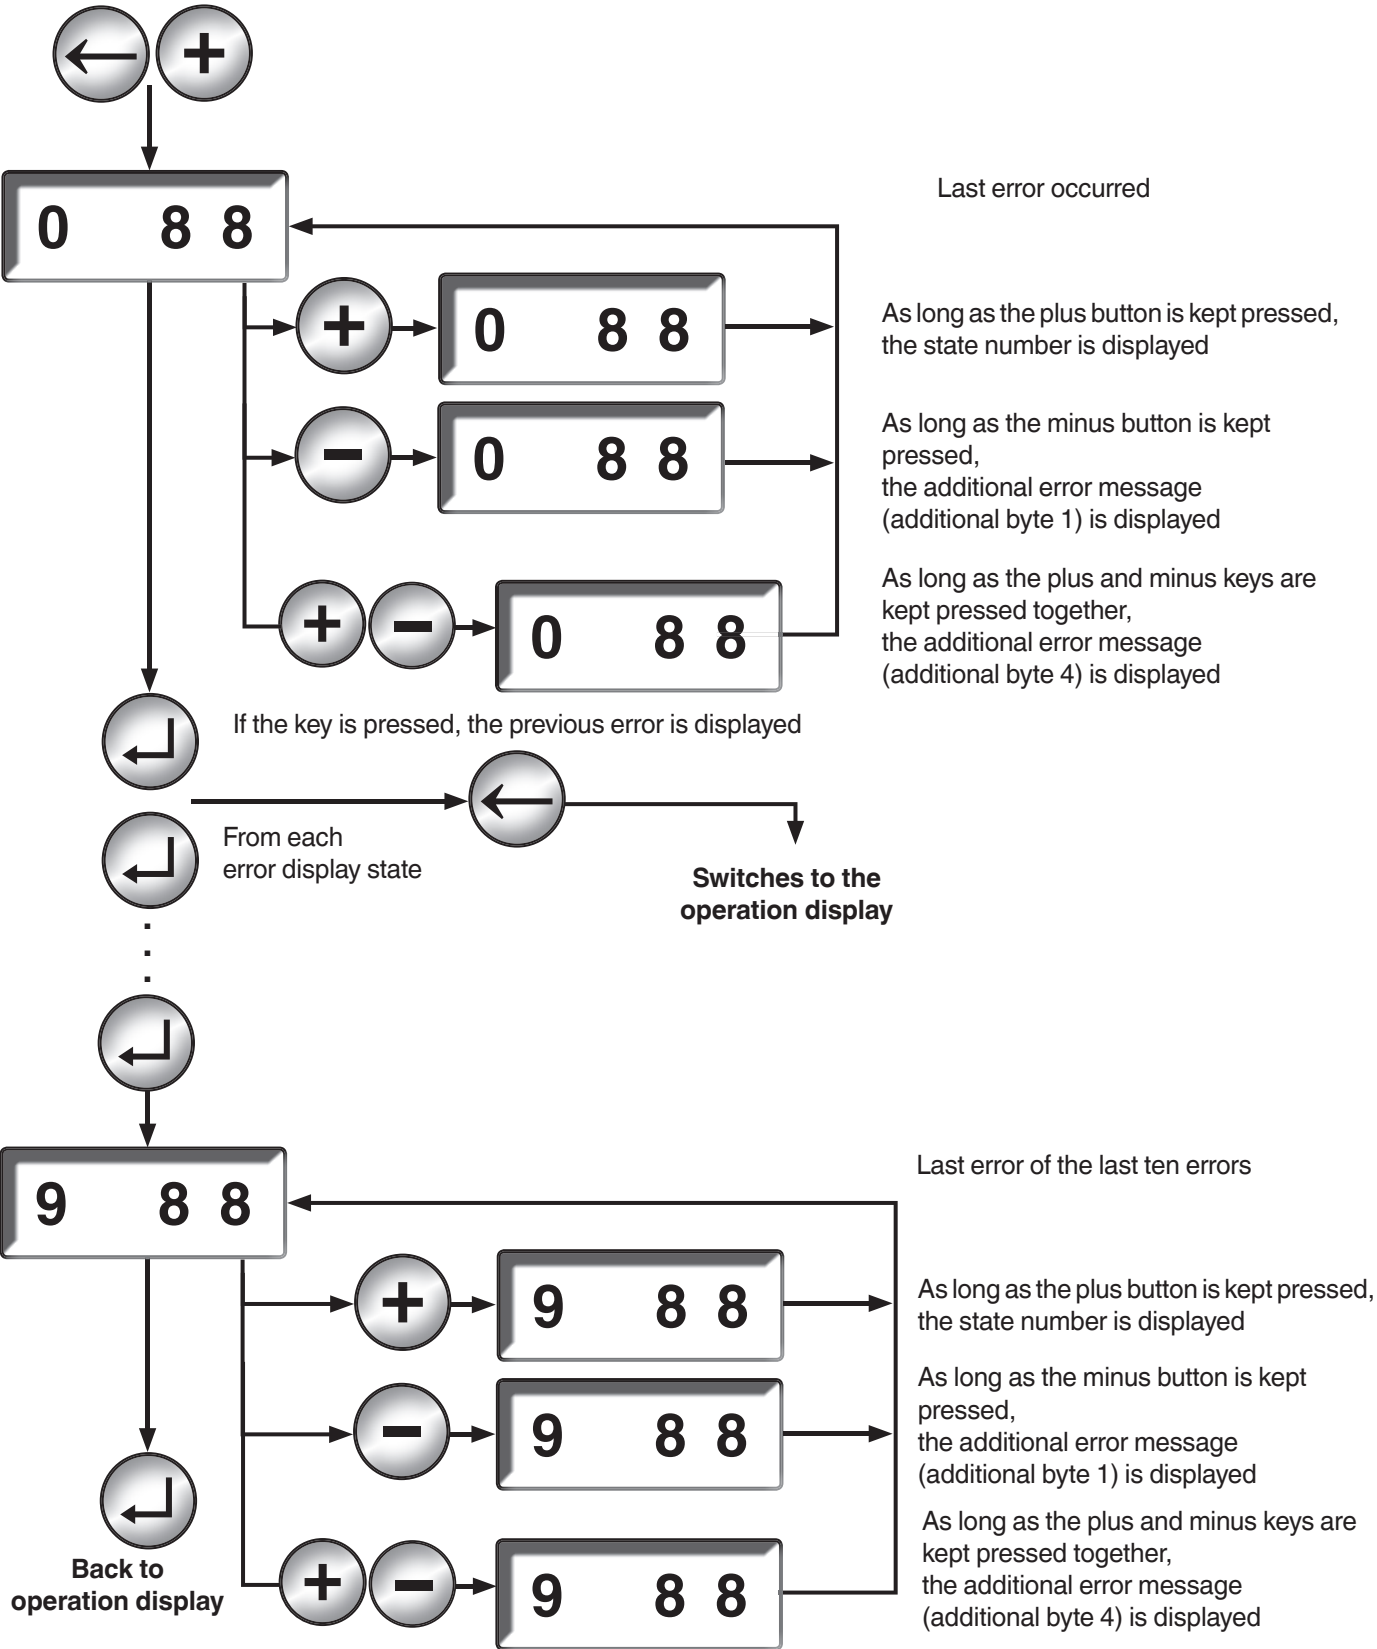 +
0 8 8
Last error occurred
+
0 8 8
As long as the plus button is kept pressed,
the state number is displayed
−
0 8 8
As long as the minus button is kept
pressed,
the additional error message
(additional byte 1) is displayed
+ −
0 8 8
As long as the plus and minus keys are
kept pressed together,
the additional error message
(additional byte 4) is displayed
If the key is pressed, the previous error is displayed
From each
error display state
Switches to the
operation display
.
.
.
9 8 8
Last error of the last ten errors
+
9 8 8
As long as the plus button is kept pressed,
the state number is displayed
−
9 8 8
As long as the minus button is kept
pressed,
the additional error message
(additional byte 1) is displayed
Back to
operation display
+ −
9 8 8
As long as the plus and minus keys are
kept pressed together,
the additional error message
(additional byte 4) is displayed